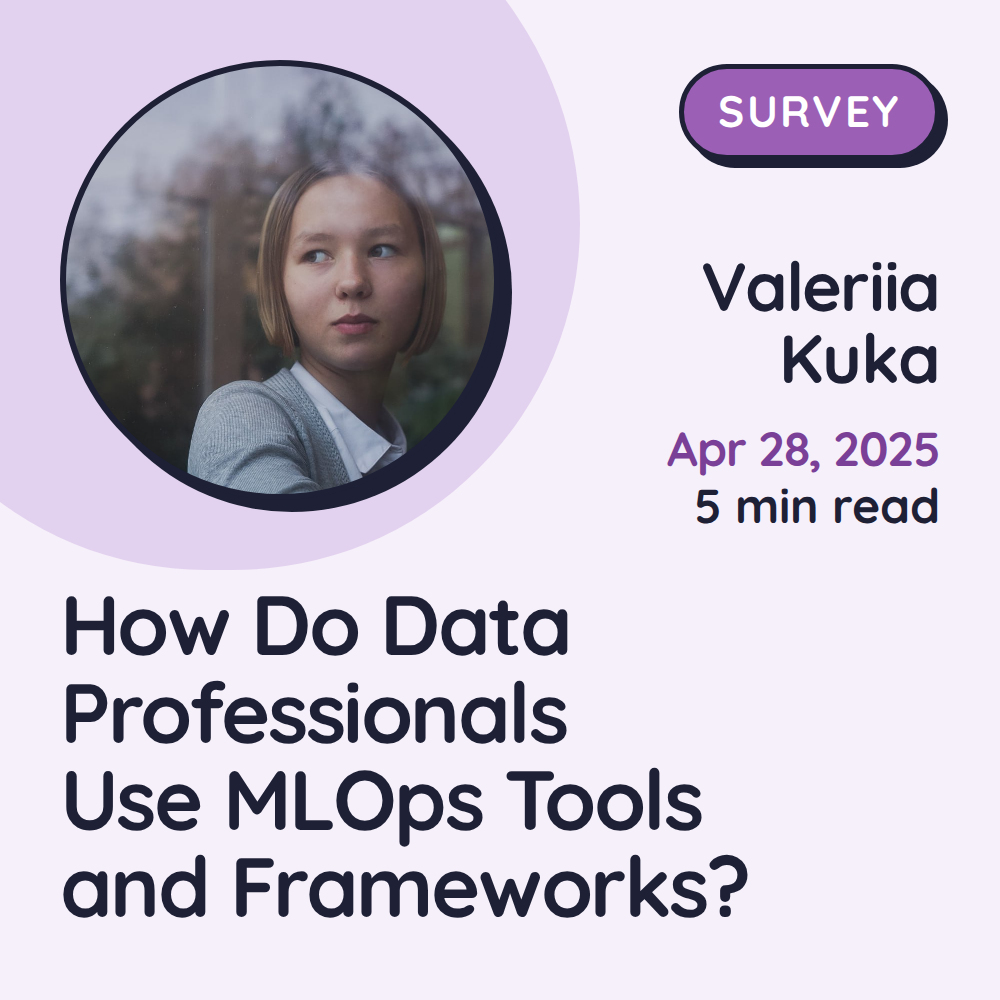 SURVEY
Valeriia
Kuka
Apr 28, 2025
5 min read
How Do Data
Professionals
Use MLOps Tools
and Frameworks?